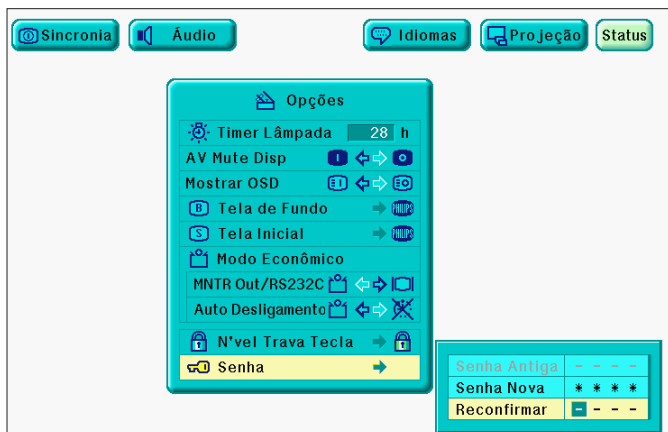 Sincronia Áudio Idiomas Projeção Status
Opções
Timer Lâmpada 28 h
AV Mute Disp
Mostrar OSD
B Tela de Fundo PHILIPS
S Tela Inicial PHILIPS
Modo Econômico
MNTR Out/RS232C
Auto Desligamento
N'vel Trava Tecla
Senha
Senha Antiga - - - -
Senha Nova * * * *
Reconfirmar - - - -